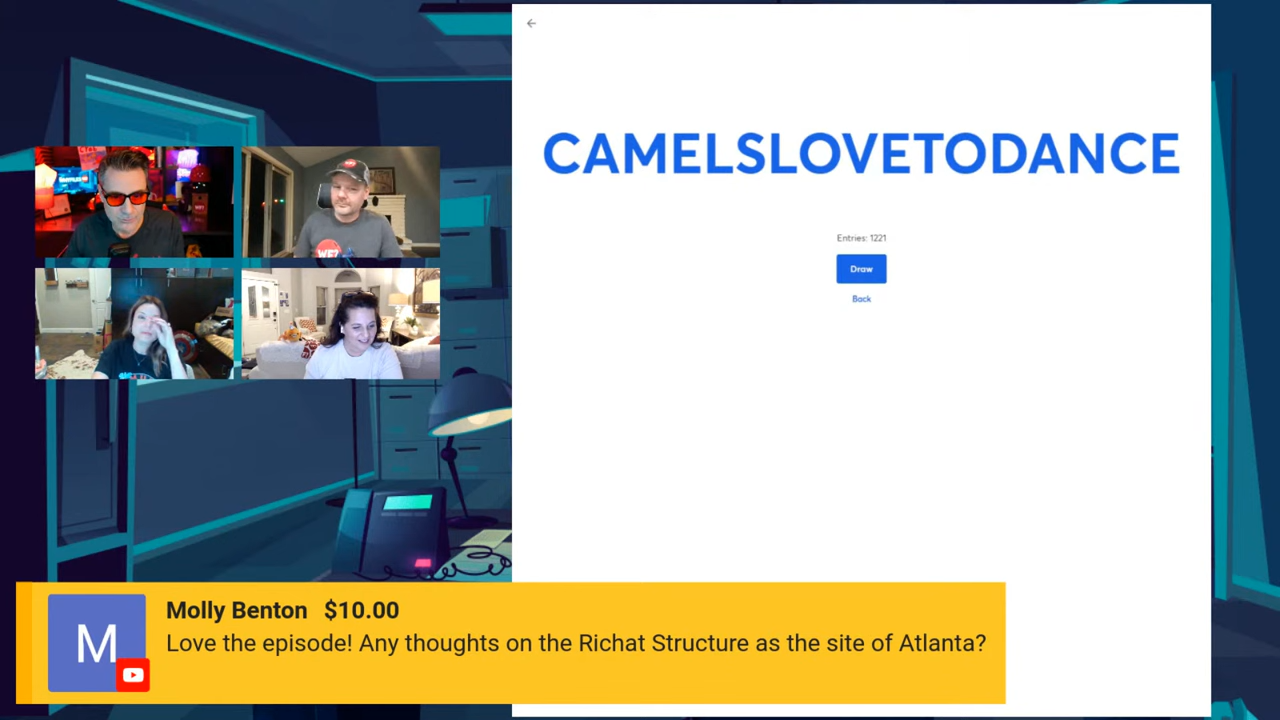 CAMELSLOVETODANCE
Entries: 1221
Draw
Back
M
Molly Benton $10.00
Love the episode! Any thoughts on the Richat Structure as the site of Atlanta?